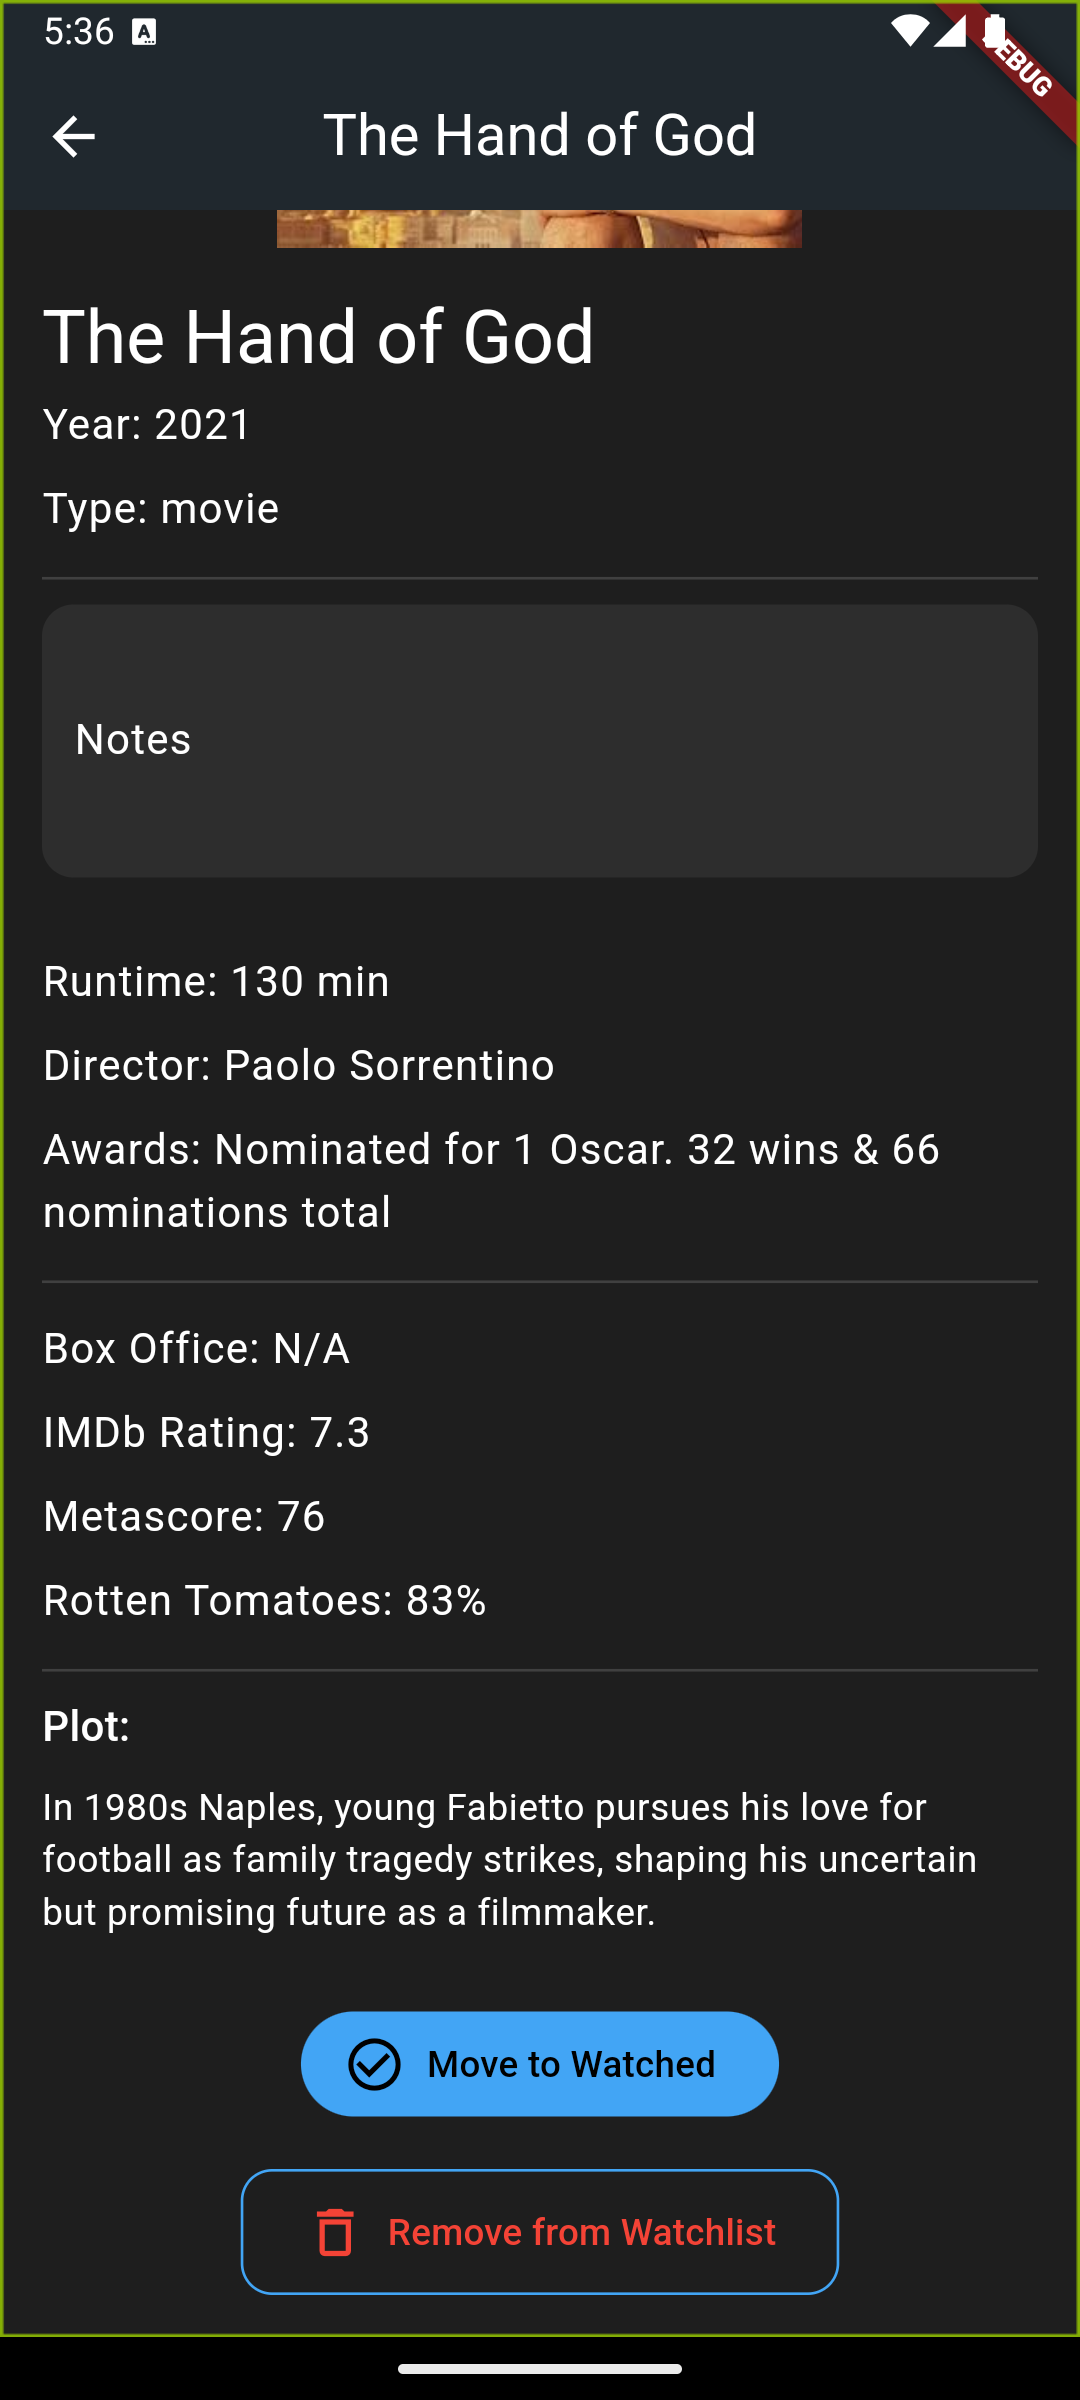 5:36
A
The Hand of God
The Hand of God
Year: 2021
Type: movie
Notes
Runtime: 130 min
Director: Paolo Sorrentino
Awards: Nominated for 1 Oscar. 32 wins & 66
nominations total
Box Office: N/A
IMDb Rating: 7.3
Metascore: 76
Rotten Tomatoes: 83%
Plot:
In 1980s Naples, young Fabietto pursues his love for
football as family tragedy strikes, shaping his uncertain
but promising future as a filmmaker.
Move to Watched
Remove from Watchlist